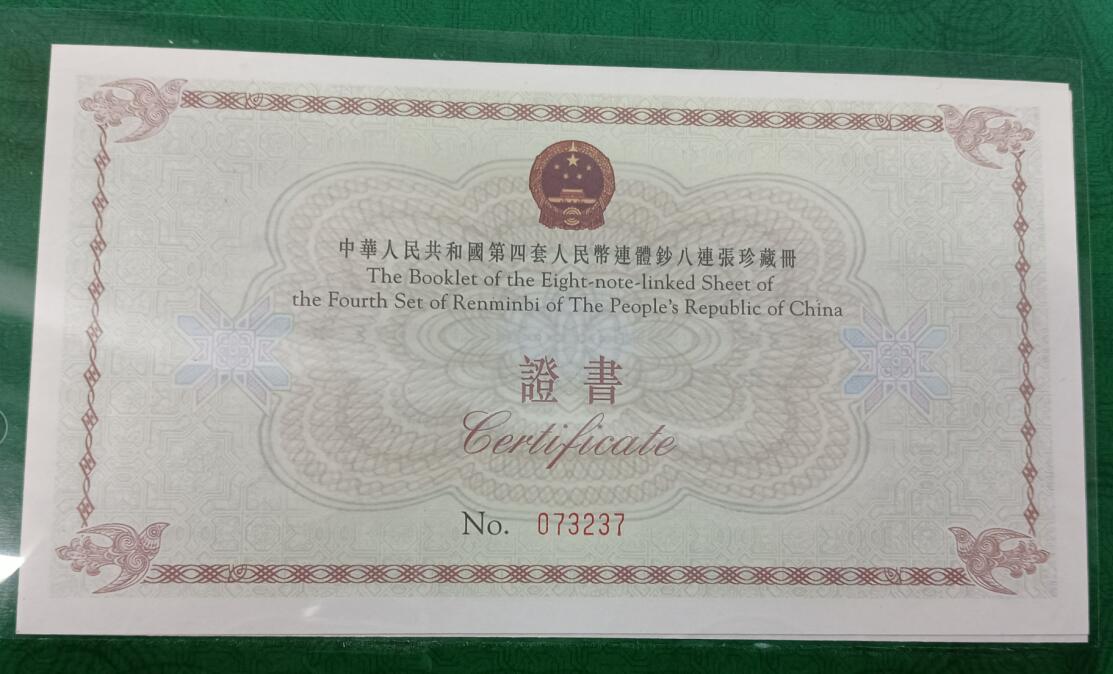 中華人民共和國第四套人民幣連體鈔八連張珍藏冊
The Booklet of the Eight-note-linked Sheet of
the Fourth Set of Renminbi of The People's Republic of China
證書
Certificate
No. 073237